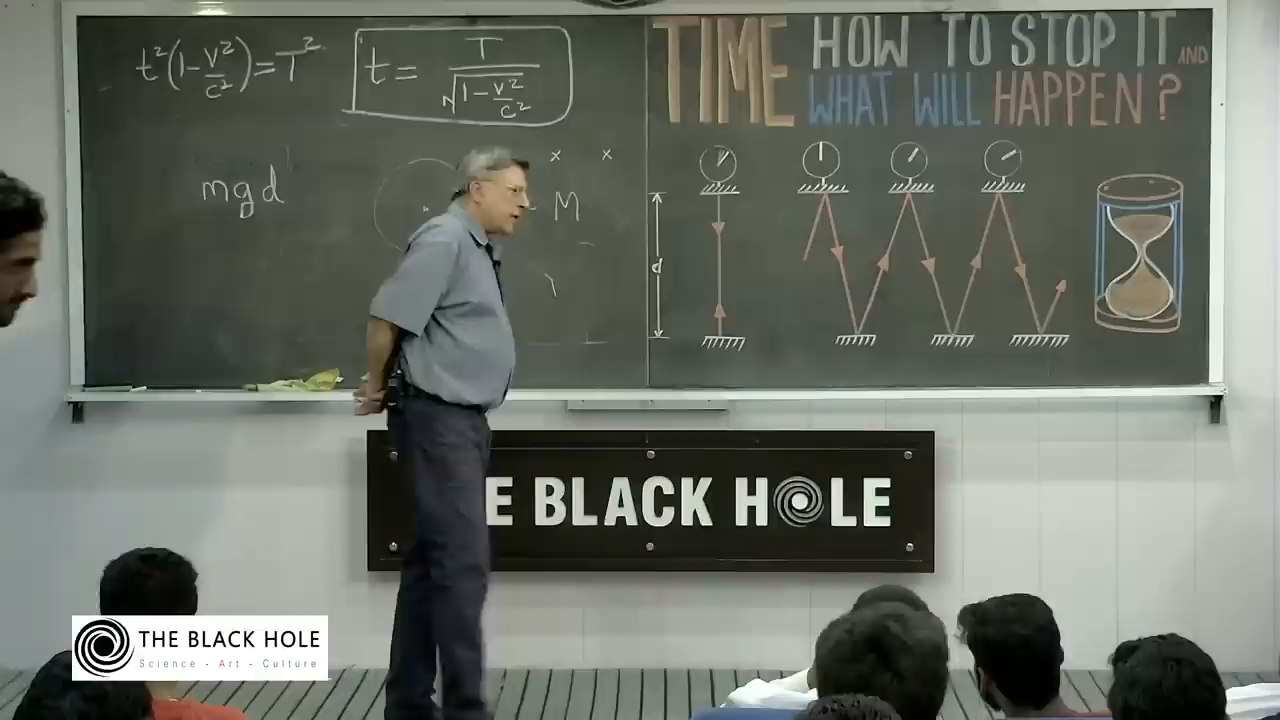 t²(1-v²/c²)=T²
t = T/√(1-v²/c²)
TIME HOW TO STOP IT AND
WHAT WILL HAPPEN?
mgd
x x
M
d
E BLACK HOLE
THE BLACK HOLE
Science - Art - Culture